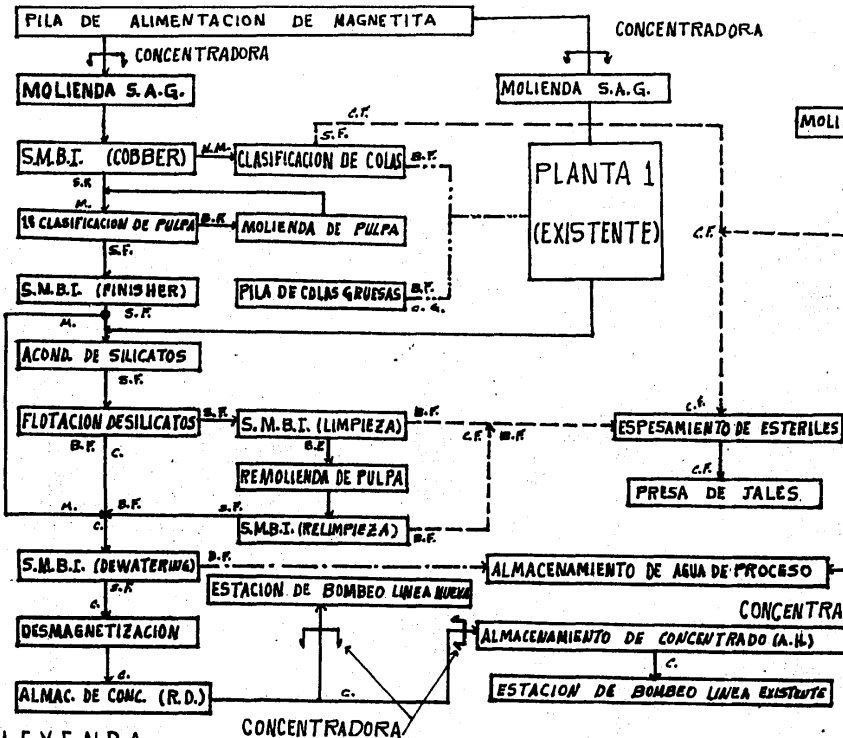 PILA DE ALIMENTACION DE MAGNETITA
CONCENTRADORA
CONCENTRADORA
MOLIENDA S.A.G.
MOLIENDA S.A.G.
C.F.
S.F.
MOLI
S.M.B.I. (COBBER)
N.M.
CLASIFICACION DE COLAS
B.F.
PLANTA 1
(EXISTENTE)
S.F.
M.
1ª CLASIFICACION DE PULPA
B.F.
MOLIENDA DE PULPA
C.F.
S.F.
S.M.B.I. (FINISHER)
PILA DE COLAS GRUESAS
B.F.
C.G.
S.F.
M.
ACOND. DE SILICATOS
S.F.
FLOTACION DESILICATOS
S.F.
S.M.B.I. (LIMPIEZA)
B.F.
C.F.
B.F.
C.F.
ESPESAMIENTO DE ESTERILES
B.F.
C.
B.F.
REMOLIENDA DE PULPA
C.F.
PRESA DE JALES
M.
B.F.
S.F.
C.
S.M.B.I. (RELIMPIEZA)
B.F.
S.M.B.I. (DEWATERING)
B.F.
ALMACENAMIENTO DE AGUA DE PROCESO
S.F.
C.
ESTACION DE BOMBEO LINEA NUEVA
CONCENTRA
DESMAGNETIZACION
C.
ALMACENAMIENTO DE CONCENTRADO (A.H.)
C.
C.
ALMAC. DE CONC. (R.D.)
C.
ESTACION DE BOMBEO LINEA EXISTENTE
CONCENTRADORA
LEYENDA